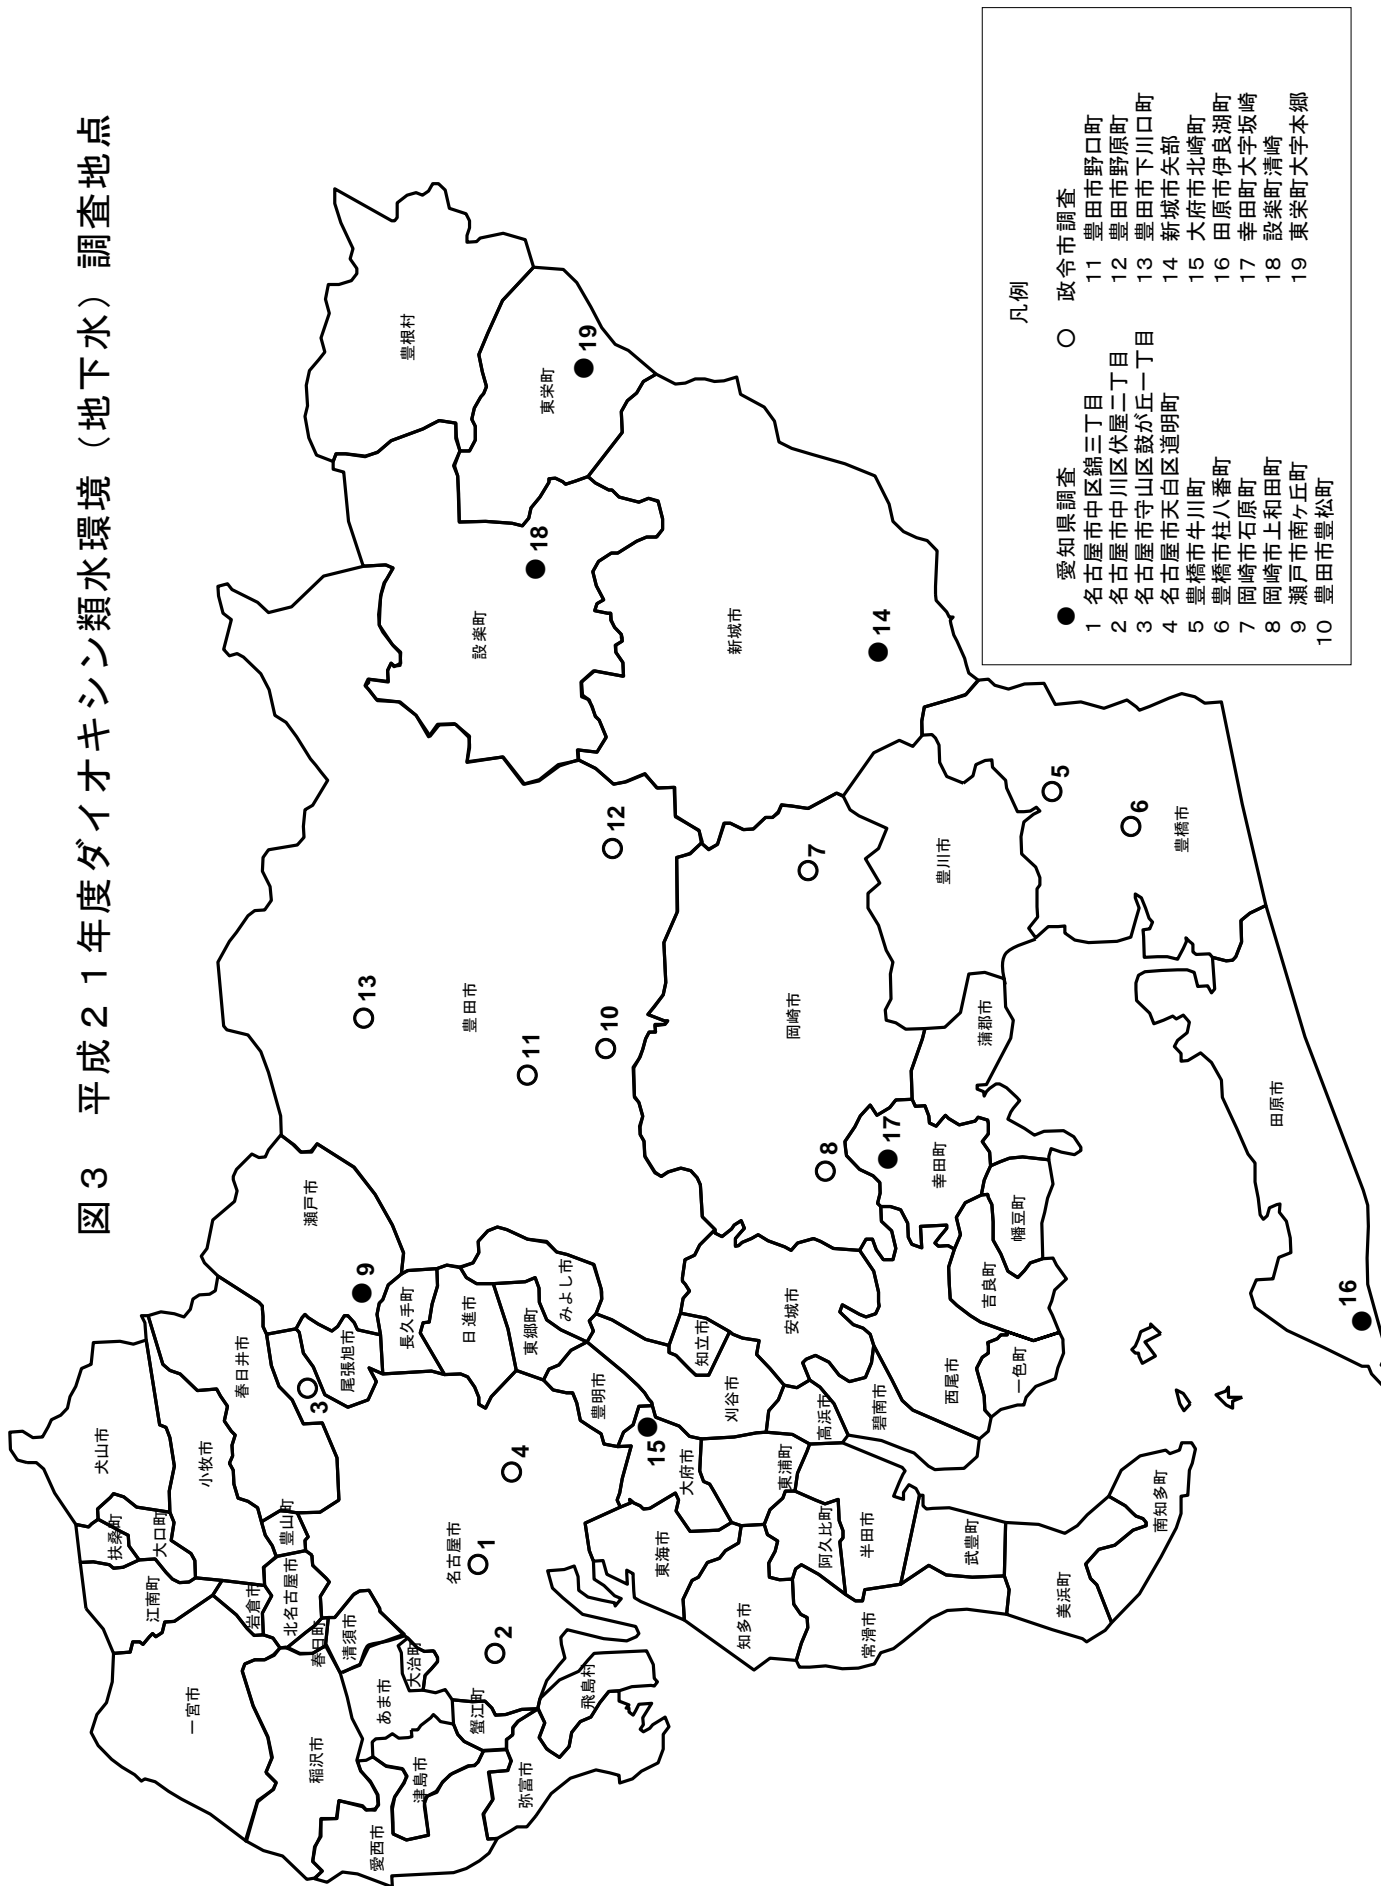 図３　平成２１年度ダイオキシン類水環境（地下水）調査地点
犬山市
扶桑町
大口町
江南町
小牧市
春日井市
瀬戸市
一宮市
岩倉市
豊山町
北名古屋市
春日町
清須市
尾張旭市
長久手町
日進市
東郷町
みよし市
豊明市
稲沢市
あま市
大治町
名古屋市
蟹江町
津島市
愛西市
弥富市
飛島村
豊田市
設楽町
豊根村
東栄町
新城市
岡崎市
豊川市
豊橋市
蒲郡市
幸田町
田原市
幡豆町
吉良町
一色町
西尾市
安城市
知立市
刈谷市
高浜市
碧南市
大府市
東海市
東浦町
知多市
阿久比町
半田市
常滑市
武豊町
美浜町
南知多町
1
2
3
4
5
6
7
8
9
10
11
12
13
14
15
16
17
18
19
凡例
● 愛知県調査　○ 政令市調査
１　名古屋市中区錦三丁目
２　名古屋市中川区伏屋二丁目
３　名古屋市守山区鼓が丘一丁目
４　名古屋市天白区道明町
５　豊橋市牛川町
６　豊橋市柱八番町
７　岡崎市石原町
８　岡崎市上和田町
９　瀬戸市南ヶ丘町
１０　豊田市豊松町
１１　豊田市野口町
１２　豊田市野原町
１３　豊田市下川口町
１４　新城市矢部
１５　大府市北崎町
１６　田原市伊良湖町
１７　幸田町大字坂崎
１８　設楽町清崎
１９　東栄町大字本郷